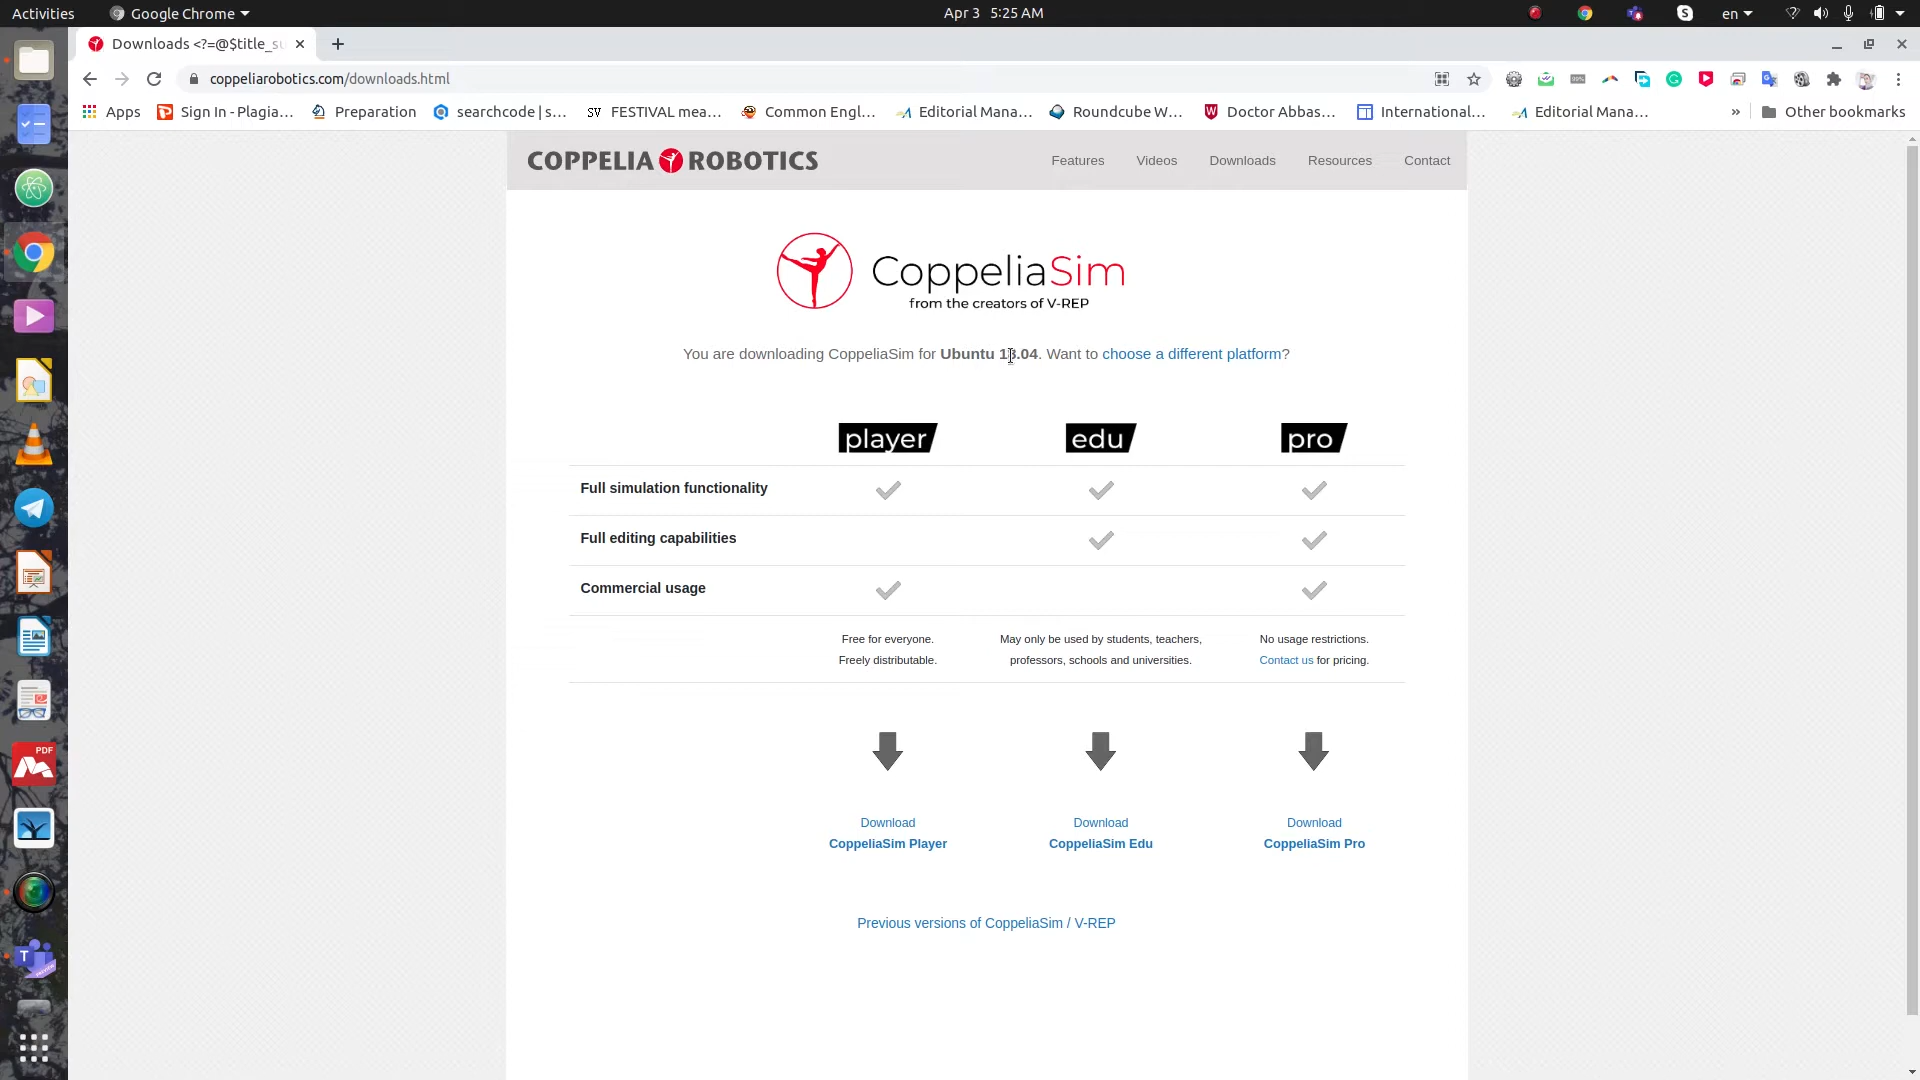 Activities
Google Chrome
Apr 3 5:25 AM
en
Downloads <?=@$title_su
coppeliarobotics.com/downloads.html
Apps
Sign In - Plagia...
Preparation
searchcode | s...
FESTIVAL mea...
Common Engl...
Editorial Mana...
Roundcube W...
Doctor Abbas...
International...
Editorial Mana...
»
Other bookmarks
COPPELIA ROBOTICS
Features
Videos
Downloads
Resources
Contact
CoppeliaSim
from the creators of V-REP
You are downloading CoppeliaSim for Ubuntu 18.04. Want to choose a different platform?
player
edu
pro
Full simulation functionality
Full editing capabilities
Commercial usage
Free for everyone.
Freely distributable.
May only be used by students, teachers,
professors, schools and universities.
No usage restrictions.
Contact us for pricing.
Download
CoppeliaSim Player
Download
CoppeliaSim Edu
Download
CoppeliaSim Pro
Previous versions of CoppeliaSim / V-REP